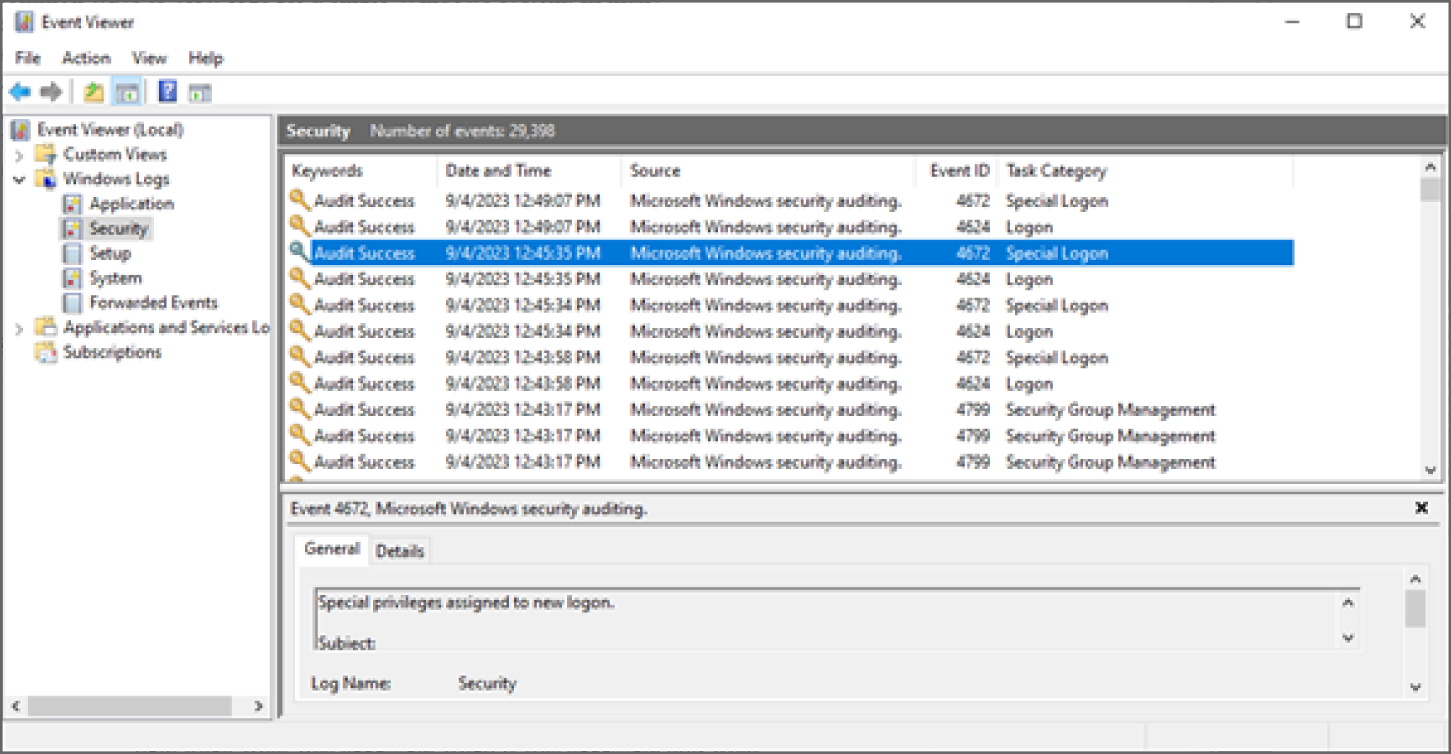 Event Viewer
File Action View Help
Event Viewer (Local)
Custom Views
Windows Logs
Application
Security
Setup
System
Forwarded Events
Applications and Services Lo
Subscriptions
Security Number of events: 29,398
Keywords Date and Time Source Event ID Task Category
Audit Success 9/4/2023 12:49:07 PM Microsoft Windows security auditing. 4672 Special Logon
Audit Success 9/4/2023 12:49:07 PM Microsoft Windows security auditing. 4624 Logon
Audit Success 9/4/2023 12:45:35 PM Microsoft Windows security auditing. 4672 Special Logon
Audit Success 9/4/2023 12:45:35 PM Microsoft Windows security auditing. 4624 Logon
Audit Success 9/4/2023 12:45:34 PM Microsoft Windows security auditing. 4672 Special Logon
Audit Success 9/4/2023 12:45:34 PM Microsoft Windows security auditing. 4624 Logon
Audit Success 9/4/2023 12:43:58 PM Microsoft Windows security auditing. 4672 Special Logon
Audit Success 9/4/2023 12:43:58 PM Microsoft Windows security auditing. 4624 Logon
Audit Success 9/4/2023 12:43:17 PM Microsoft Windows security auditing. 4799 Security Group Management
Audit Success 9/4/2023 12:43:17 PM Microsoft Windows security auditing. 4799 Security Group Management
Audit Success 9/4/2023 12:43:17 PM Microsoft Windows security auditing. 4799 Security Group Management
Event 4672, Microsoft Windows security auditing.
General Details
Special privileges assigned to new logon.
Subject:
Log Name: Security